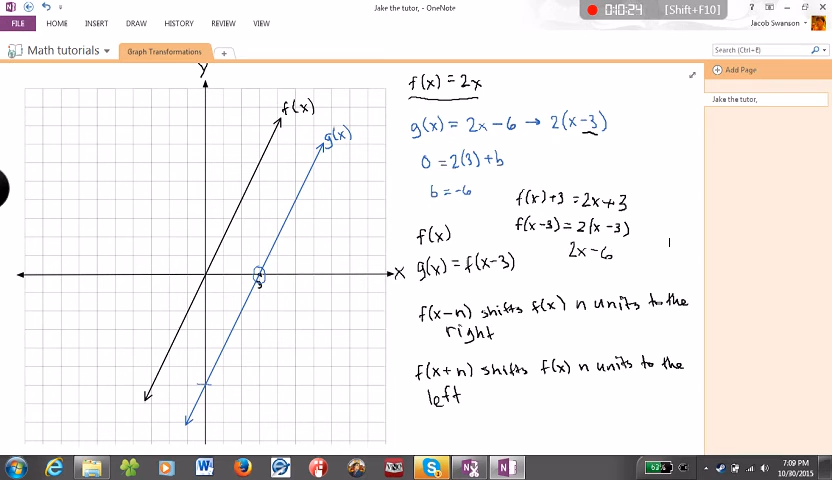 Jake the tutor, - OneNote
00:10:24
[Shift+F10]
FILE
HOME
INSERT
DRAW
HISTORY
REVIEW
VIEW
Jacob Swanson
Math tutorials
Graph Transformations
Search (Ctrl+E)
Add Page
Jake the tutor,
y
f(x)
g(x)
x
3
f(x) = 2x
g(x) = 2x - 6 → 2(x-3)
0 = 2(3) + b
b = -6
f(x)+3 = 2x+3
f(x-3) = 2(x-3)
2x-6
f(x)
g(x) = f(x-3)
f(x-n) shifts f(x) n units to the
right
f(x+n) shifts f(x) n units to the
left
63%
7:09 PM
10/30/2015